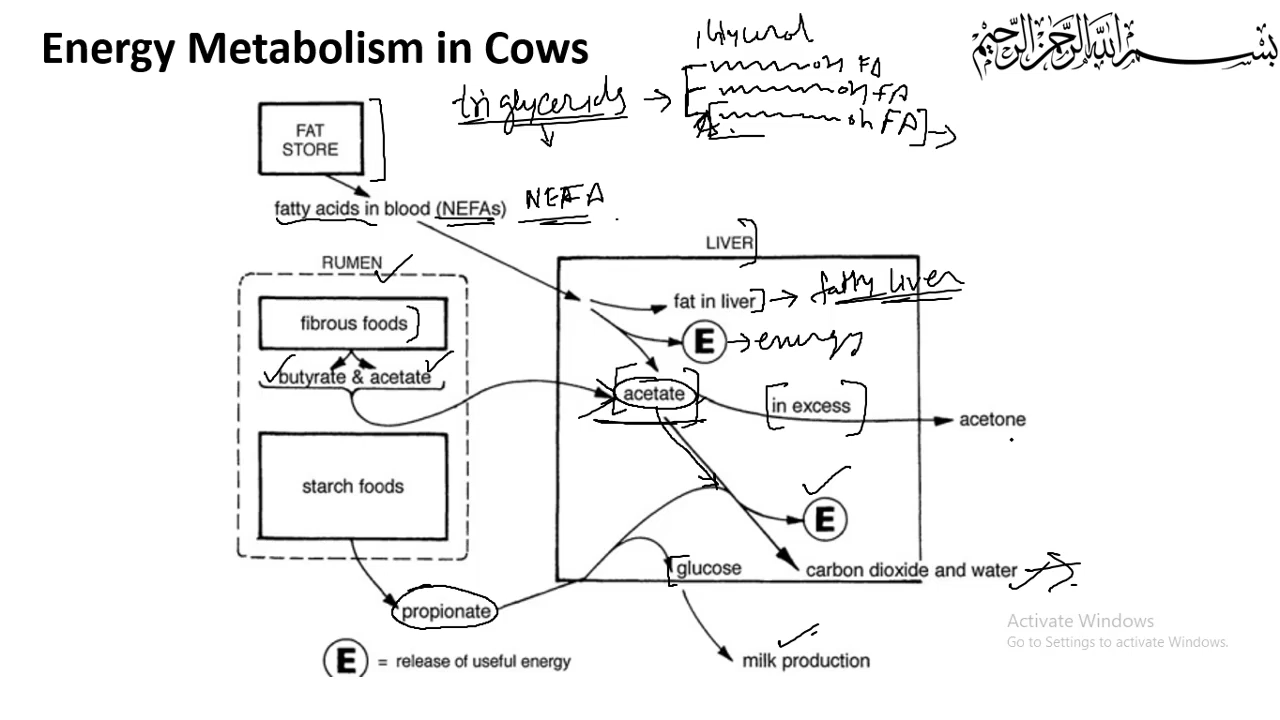 Energy Metabolism in Cows
بسم الله الرحمن الرحيم
Glycerol
triglycerids → FA
FA
FA
FAT
STORE
fatty acids in blood (NEFAs) NEFA
LIVER
RUMEN
fat in liver → fatty liver
fibrous foods
E → energy
butyrate & acetate
acetate
in excess
acetone
starch foods
E
glucose
carbon dioxide and water
propionate
Activate Windows
Go to Settings to activate Windows.
milk production
E = release of useful energy